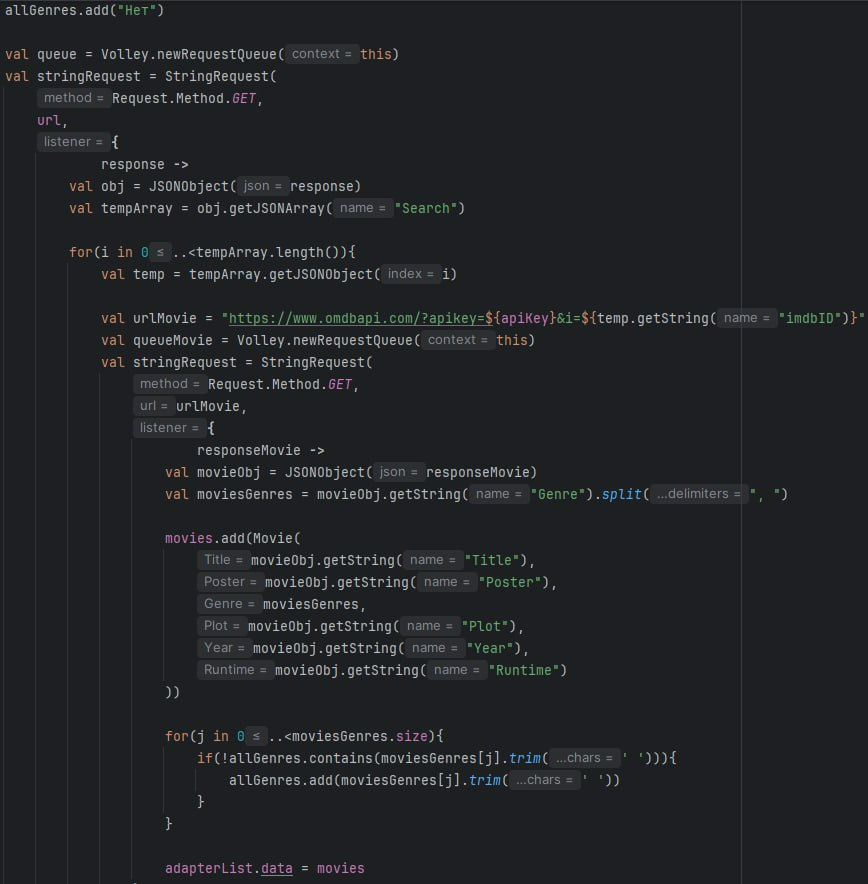 allGenres.add("Нет")
val queue = Volley.newRequestQueue( context = this)
val stringRequest = StringRequest(
method = Request.Method.GET,
url,
listener = {
response ->
val obj = JSONObject( json = response)
val tempArray = obj.getJSONArray( name = "Search")
for(i in 0 ≤ ..<tempArray.length()){
val temp = tempArray.getJSONObject( index = i)
val urlMovie = "https://www.omdbapi.com/?apikey=${apiKey}&i=${temp.getString( name = "imdbID")}"
val queueMovie = Volley.newRequestQueue( context = this)
val stringRequest = StringRequest(
method = Request.Method.GET,
url = urlMovie,
listener = {
responseMovie ->
val movieObj = JSONObject( json = responseMovie)
val moviesGenres = movieObj.getString( name = "Genre").split( ...delimiters = ", ")
movies.add(Movie(
Title = movieObj.getString( name = "Title"),
Poster = movieObj.getString( name = "Poster"),
Genre = moviesGenres,
Plot = movieObj.getString( name = "Plot"),
Year = movieObj.getString( name = "Year"),
Runtime = movieObj.getString( name = "Runtime")
))
for(j in 0 ≤ ..<moviesGenres.size){
if(!allGenres.contains(moviesGenres[j].trim( ...chars = ' '))){
allGenres.add(moviesGenres[j].trim( ...chars = ' '))
}
}
adapterList.data = movies